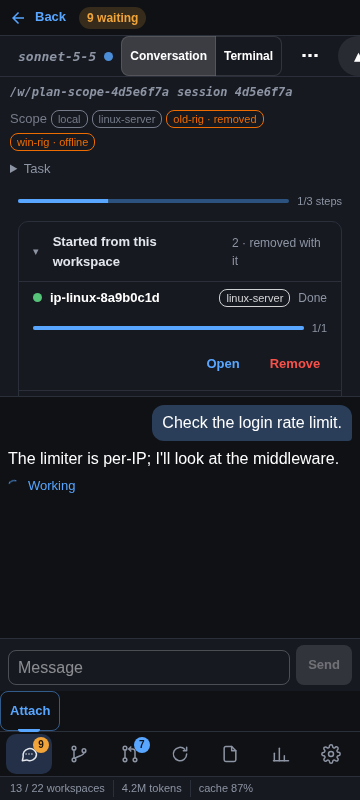 Back 9 waiting
sonnet-5-5 Conversation Terminal ...
/w/plan-scope-4d5e6f7a session 4d5e6f7a
Scope local linux-server old-rig · removed
win-rig · offline
Task
1/3 steps
Started from this workspace 2 · removed with it
ip-linux-8a9b0c1d linux-server Done
1/1
Open Remove
Check the login rate limit.
The limiter is per-IP; I'll look at the middleware.
Working
Message Send
Attach
9 7
13 / 22 workspaces 4.2M tokens cache 87%